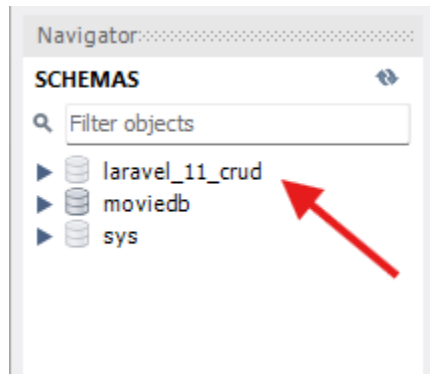 Navigator
SCHEMAS
Filter objects
laravel_11_crud
moviedb
sys